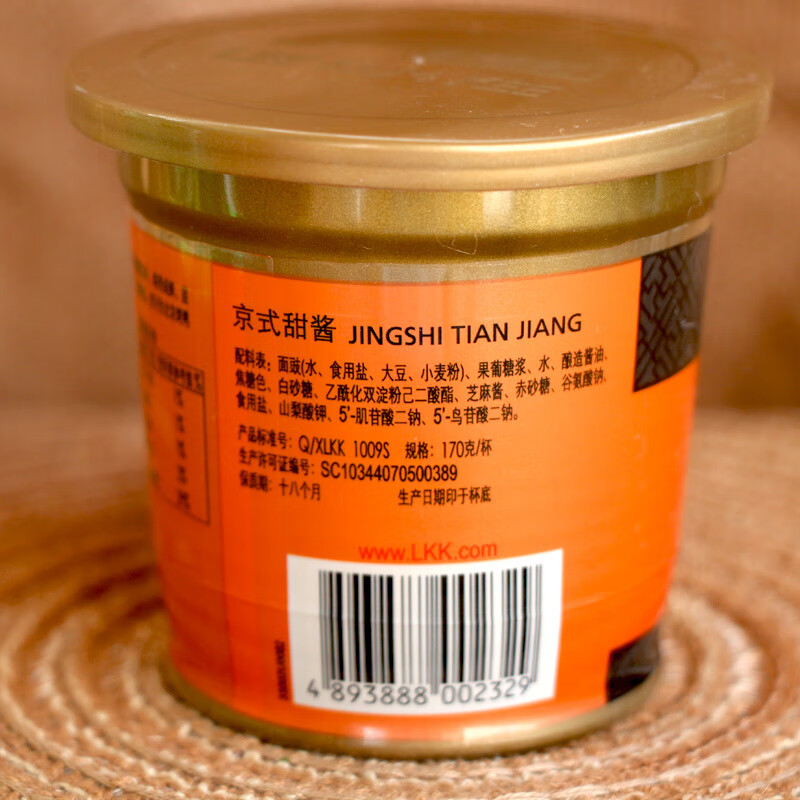 京式甜酱 JINGSHI TIAN JIANG
配料表：面豉(水、食用盐、大豆、小麦粉)、果葡糖浆、水、酿造酱油、
焦糖色、白砂糖、乙酰化双淀粉己二酸酯、芝麻酱、赤砂糖、谷氨酸钠、
食用盐、山梨酸钾、5'-肌苷酸二钠、5'-鸟苷酸二钠。
产品标准号：Q/XLKK 1009S 规格：170克/杯
生产许可证编号：SC10344070500389
保质期：十八个月 生产日期印于杯底
www.LKK.com
4 893888 002329